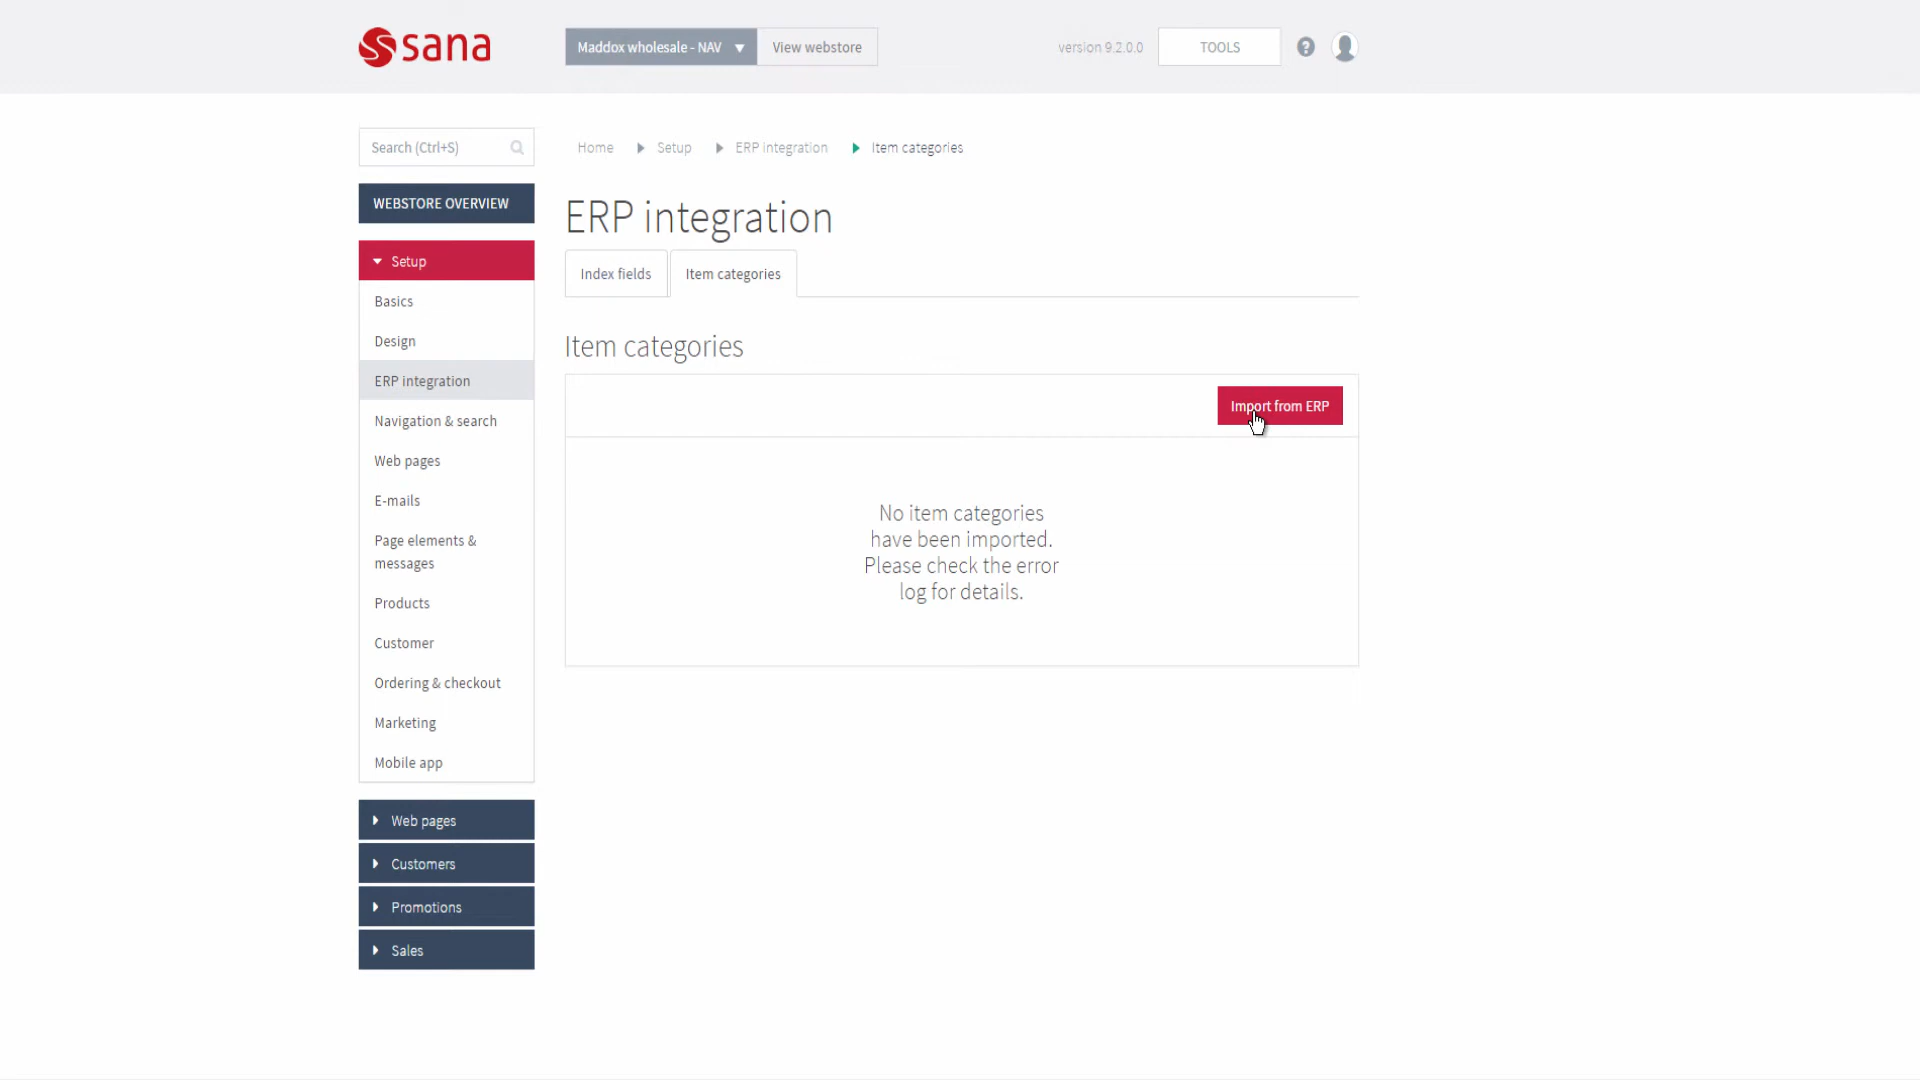 sana
Maddox wholesale - NAV
View webstore
version 9.2.0.0
TOOLS
?
Search (Ctrl+S)
Home
Setup
ERP integration
Item categories
WEBSTORE OVERVIEW
Setup
Basics
Design
ERP integration
Navigation & search
Web pages
E-mails
Page elements &
messages
Products
Customer
Ordering & checkout
Marketing
Mobile app
Web pages
Customers
Promotions
Sales
ERP integration
Index fields
Item categories
Item categories
Import from ERP
No item categories
have been imported.
Please check the error
log for details.